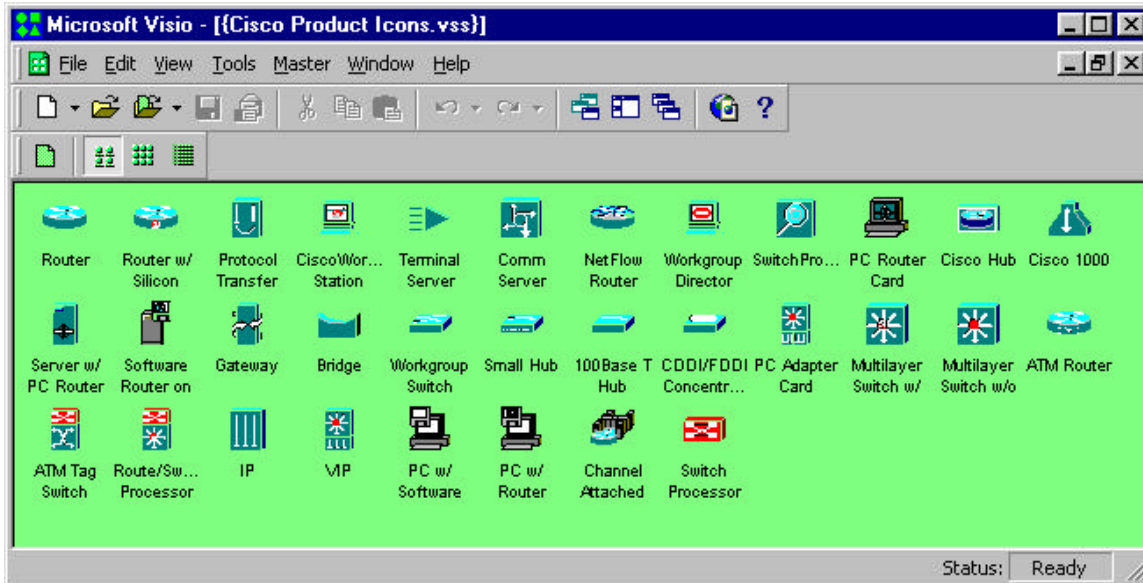 Microsoft Visio - [{Cisco Product Icons.vss}]
File Edit View Tools Master Window Help
Router Router w/ Protocol CiscoWor... Terminal Comm NetFlow Workgroup SwitchPro... PC Router Cisco Hub Cisco 1000
Silicon Transfer Station Server Server Router Director Card
Server w/ Software Gateway Bridge Workgroup Small Hub 100Base T CDDI/FDDI PC Adapter Multilayer Multilayer ATM Router
PC Router Router on Switch Hub Concentr... Card Switch w/ Switch w/o
ATM Tag Route/Sw... IP VIP PC w/ PC w/ Channel Switch
Switch Processor Software Router Attached Processor
Status: Ready